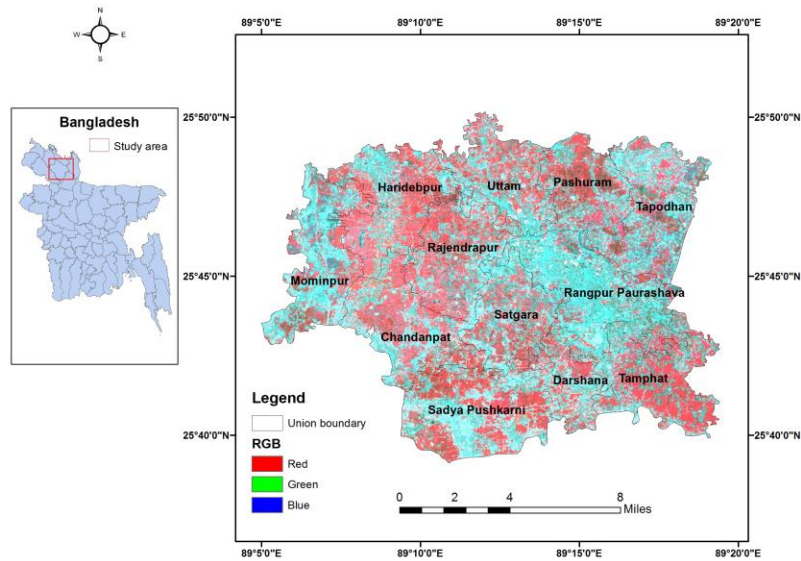 N
W E
S
89°5'0"E 89°10'0"E 89°15'0"E 89°20'0"E
Bangladesh
Study area
25°50'0"N
25°45'0"N
25°40'0"N
25°50'0"N
25°45'0"N
25°40'0"N
Haridebpur
Uttam
Pashuram
Tapodhan
Rajendrapur
Mominpur
Rangpur Paurashava
Satgara
Chandanpat
Darshana
Tamphat
Sadya Pushkarni
Legend
Union boundary
RGB
Red
Green
Blue
0 2 4 8
Miles
89°5'0"E 89°10'0"E 89°15'0"E 89°20'0"E